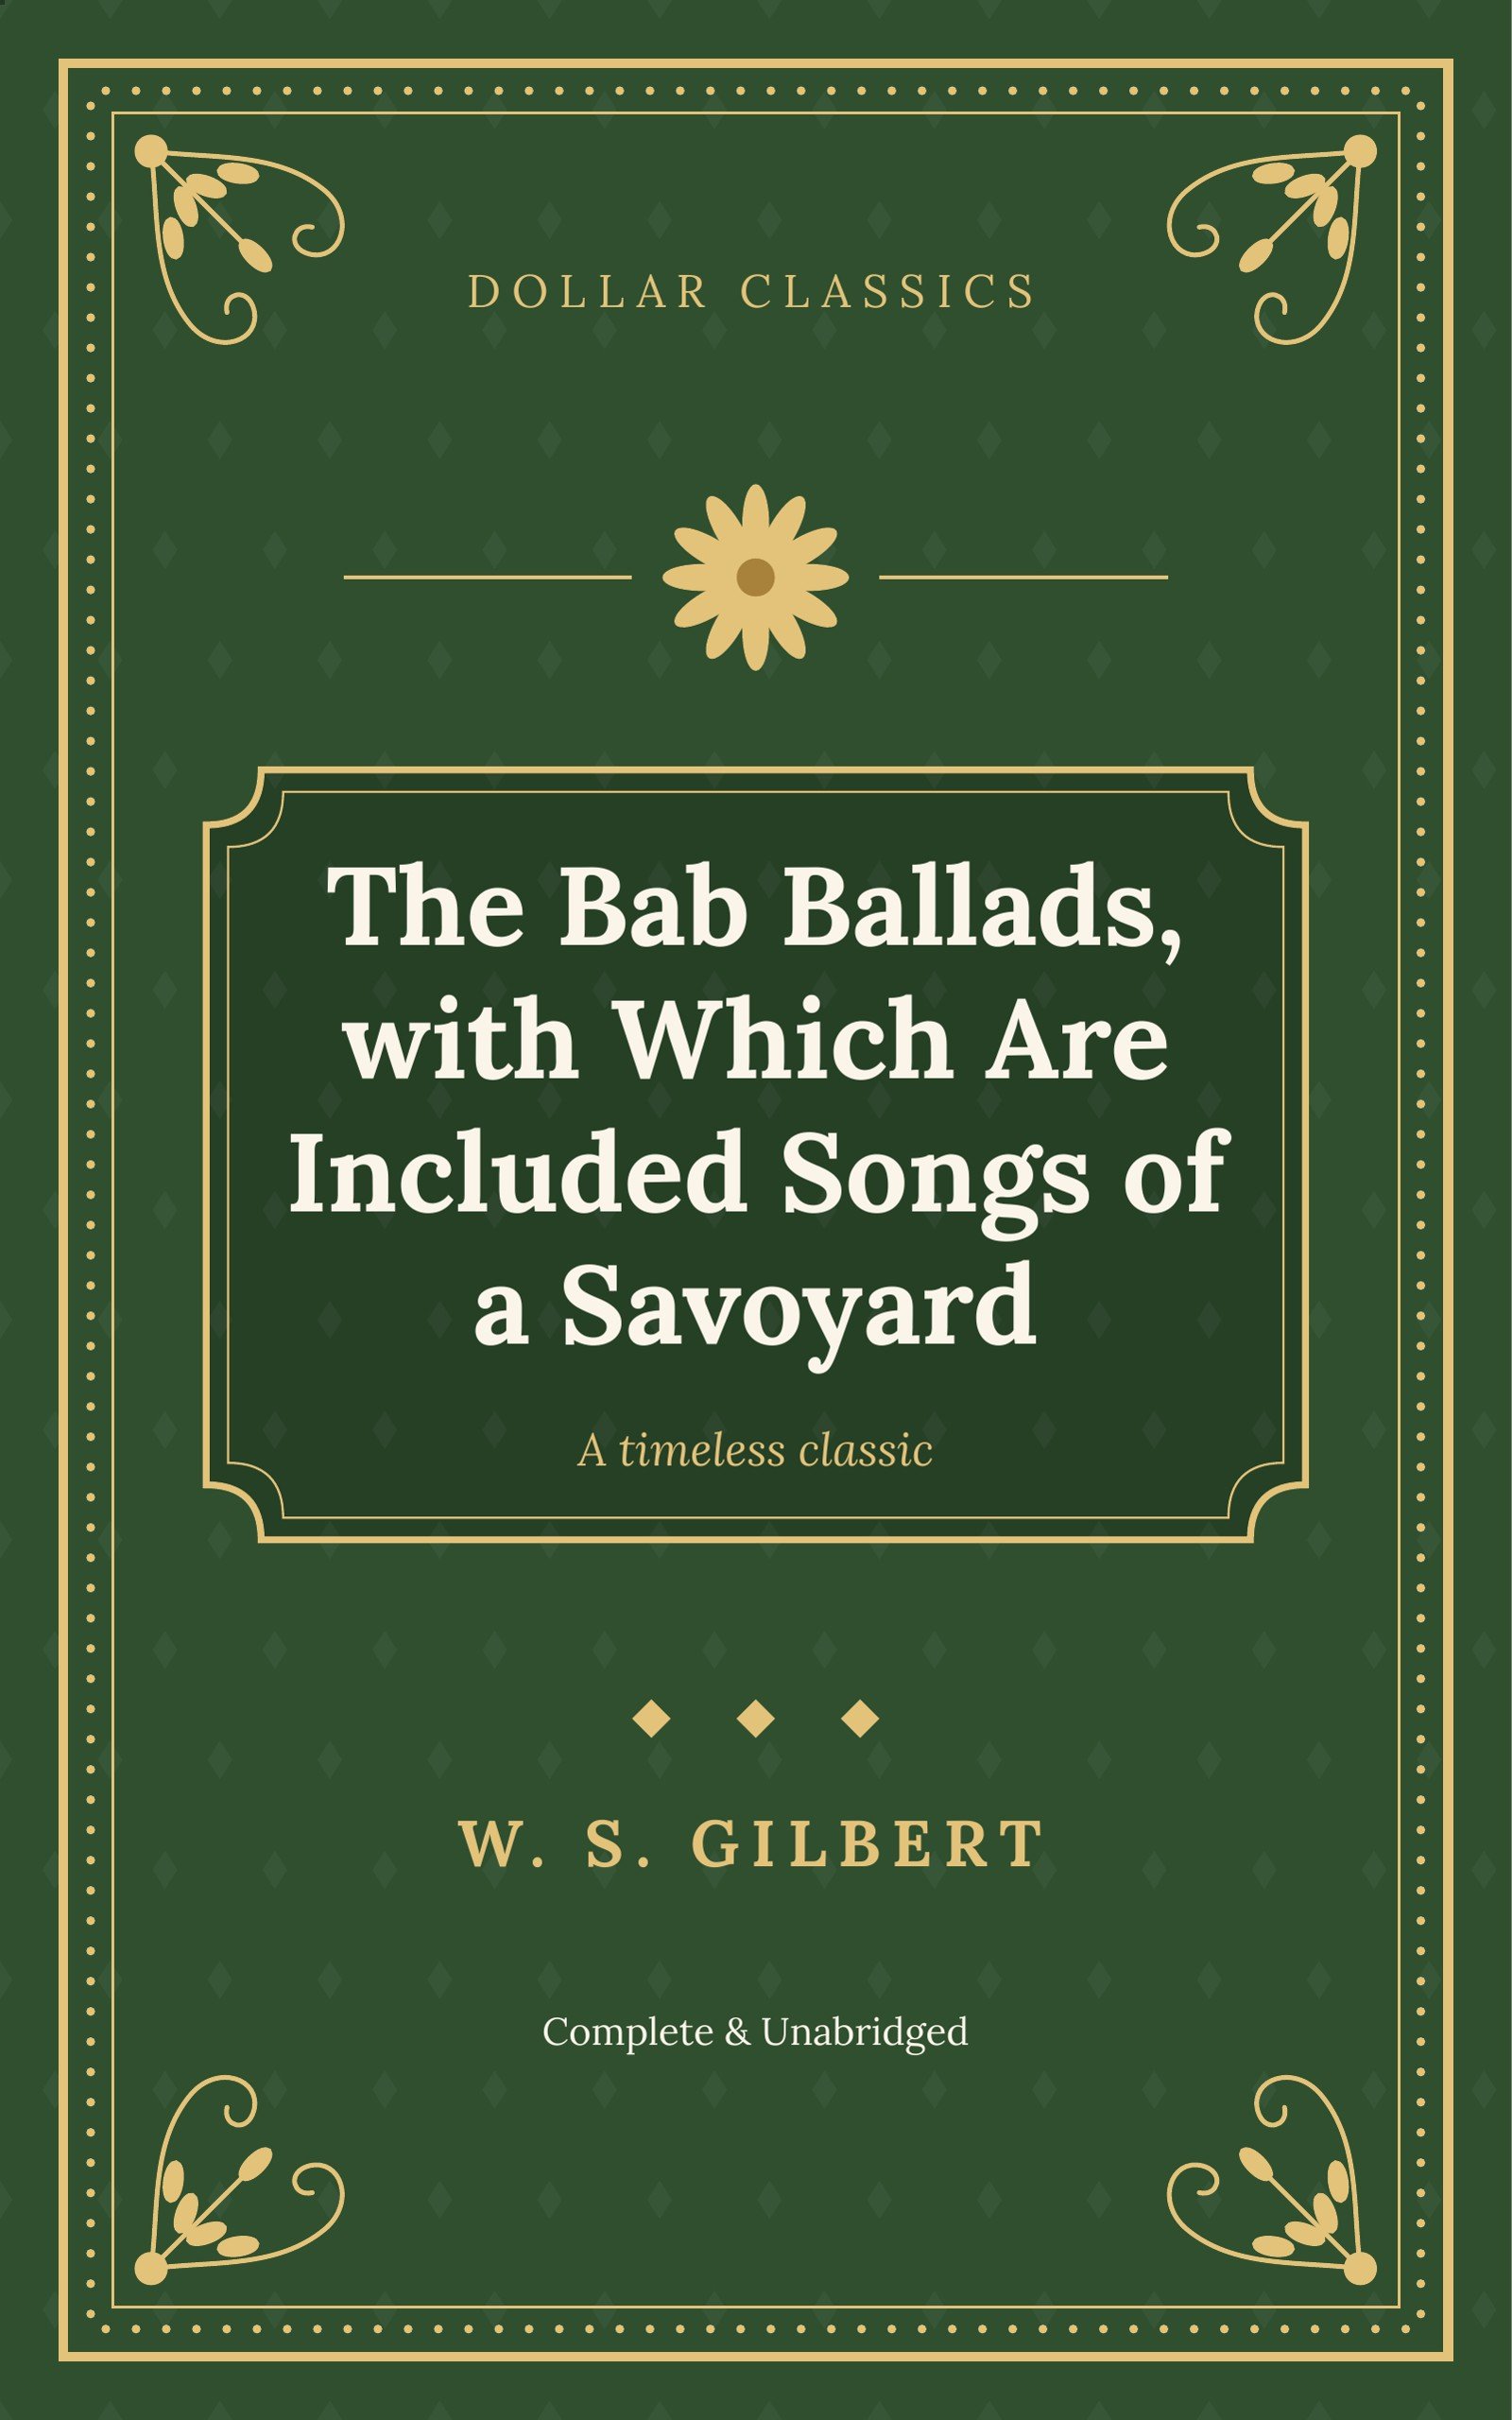 DOLLAR CLASSICS
The Bab Ballads,
with Which Are
Included Songs of
a Savoyard
A timeless classic
W. S. GILBERT
Complete & Unabridged